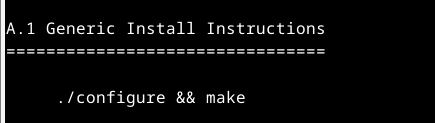 A.1 Generic Install Instructions
================================
./configure && make